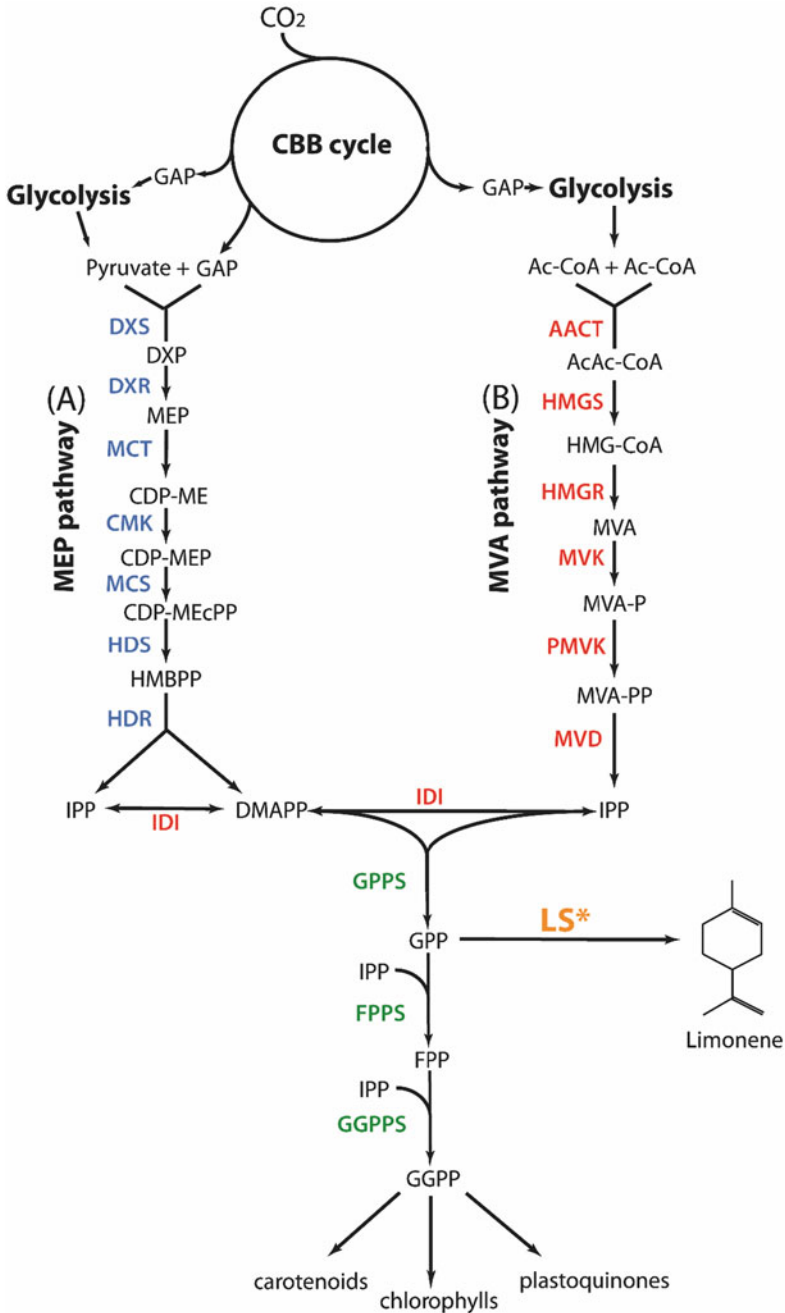 CO2
CBB cycle
GAP
Glycolysis
Pyruvate + GAP
DXS
DXP
DXR
MEP
MCT
CDP-ME
CMK
CDP-MEP
MCS
CDP-MEcPP
HDS
HMBPP
HDR
(A)
MEP pathway
GAP
Glycolysis
Ac-CoA + Ac-CoA
AACT
AcAc-CoA
HMGS
HMG-CoA
HMGR
MVA
MVK
MVA-P
PMVK
MVA-PP
MVD
(B)
MVA pathway
IPP
IDI
DMAPP
IDI
IPP
GPPS
GPP
LS*
Limonene
IPP
FPPS
FPP
IPP
GGPPS
GGPP
carotenoids
chlorophylls
plastoquinones